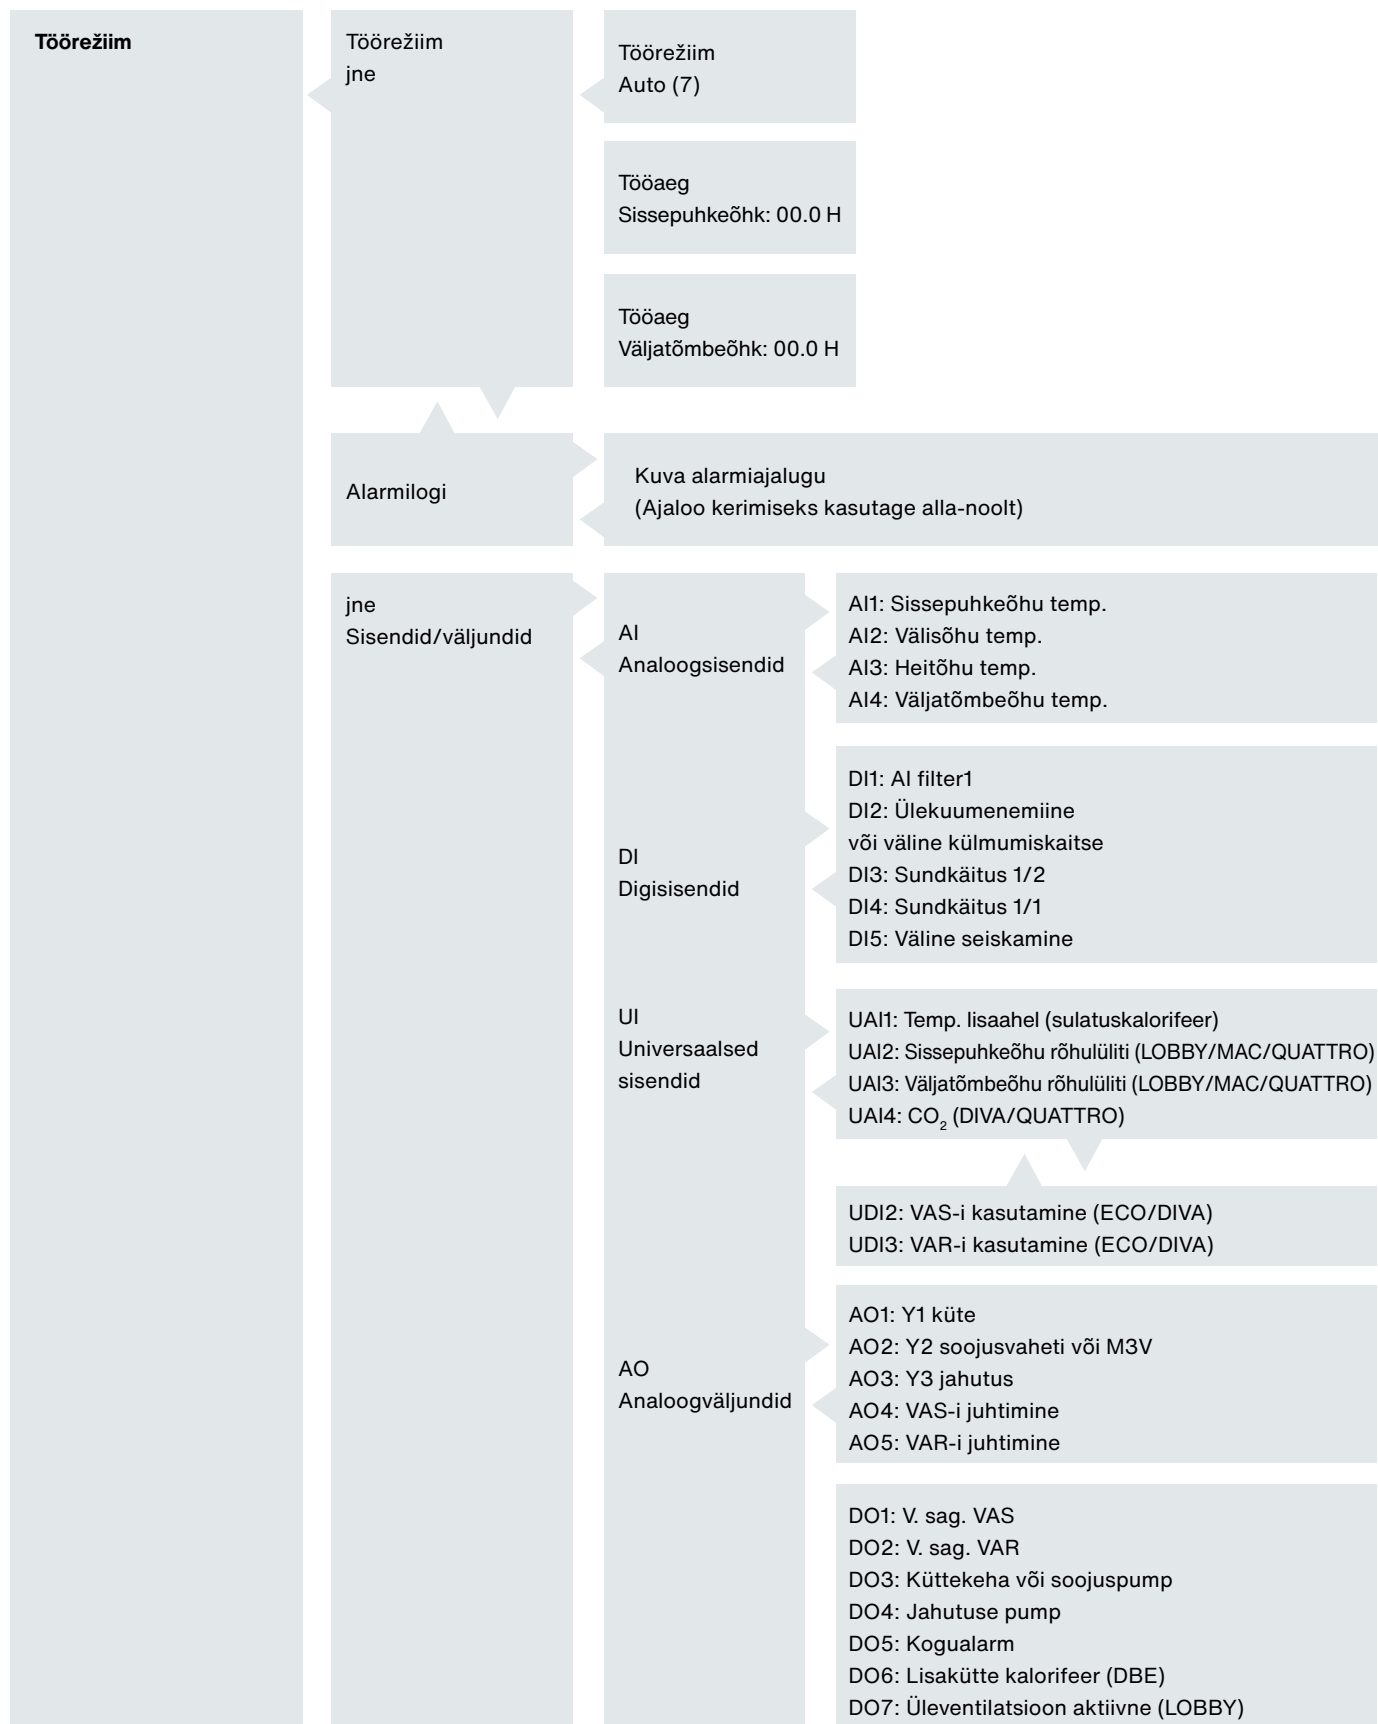 Töörežiim
Töörežiim
jne
Töörežiim
Auto (7)
Tööaeg
Sissepuhkeõhk: 00.0 H
Tööaeg
Väljatõmbeõhk: 00.0 H
Alarmilogi
Kuva alarmiajalugu
(Ajaloo kerimiseks kasutage alla-noolt)
jne
Sisendid/väljundid
AI
Analoogsisendid
AI1: Sissepuhkeõhu temp.
AI2: Välisõhu temp.
AI3: Heitõhu temp.
AI4: Väljatõmbeõhu temp.
DI
Digisisendid
DI1: AI filter1
DI2: Ülekuumenemiine
või väline külmumiskaitse
DI3: Sundkäitus 1/2
DI4: Sundkäitus 1/1
DI5: Väline seiskamine
UI
Universaalsed
sisendid
UAI1: Temp. lisaahel (sulatuskalorifeer)
UAI2: Sissepuhkeõhu rõhulüliti (LOBBY/MAC/QUATTRO)
UAI3: Väljatõmbeõhu rõhulüliti (LOBBY/MAC/QUATTRO)
UAI4: CO₂ (DIVA/QUATTRO)
UDI2: VAS-i kasutamine (ECO/DIVA)
UDI3: VAR-i kasutamine (ECO/DIVA)
AO
Analoogväljundid
AO1: Y1 küte
AO2: Y2 soojusvaheti või M3V
AO3: Y3 jahutus
AO4: VAS-i juhtimine
AO5: VAR-i juhtimine
DO1: V. sag. VAS
DO2: V. sag. VAR
DO3: Küttekeha või soojuspump
DO4: Jahutuse pump
DO5: Kogualarm
DO6: Lisakütte kalorifeer (DBE)
DO7: Üleventilatsioon aktiivne (LOBBY)